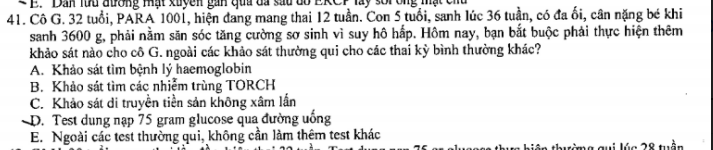 E. Dẫn lưu đường mật xuyên gan qua da sau đó ERCP lấy sỏi ống mật chủ
41. Cô G. 32 tuổi, PARA 1001, hiện đang mang thai 12 tuần. Con 5 tuổi, sanh lúc 36 tuần, có đa ối, cân nặng bé khi
sanh 3600 g, phải nằm săn sóc tăng cường sơ sinh vì suy hô hấp. Hôm nay, bạn bắt buộc phải thực hiện thêm
khảo sát nào cho cô G. ngoài các khảo sát thường qui cho các thai kỳ bình thường khác?
A. Khảo sát tìm bệnh lý haemoglobin
B. Khảo sát tìm các nhiễm trùng TORCH
C. Khảo sát di truyền tiền sản không xâm lấn
D. Test dung nạp 75 gram glucose qua đường uống
E. Ngoài các test thường qui, không cần làm thêm test khác
75 glucose thực hiện thường qui lúc 28 tuần